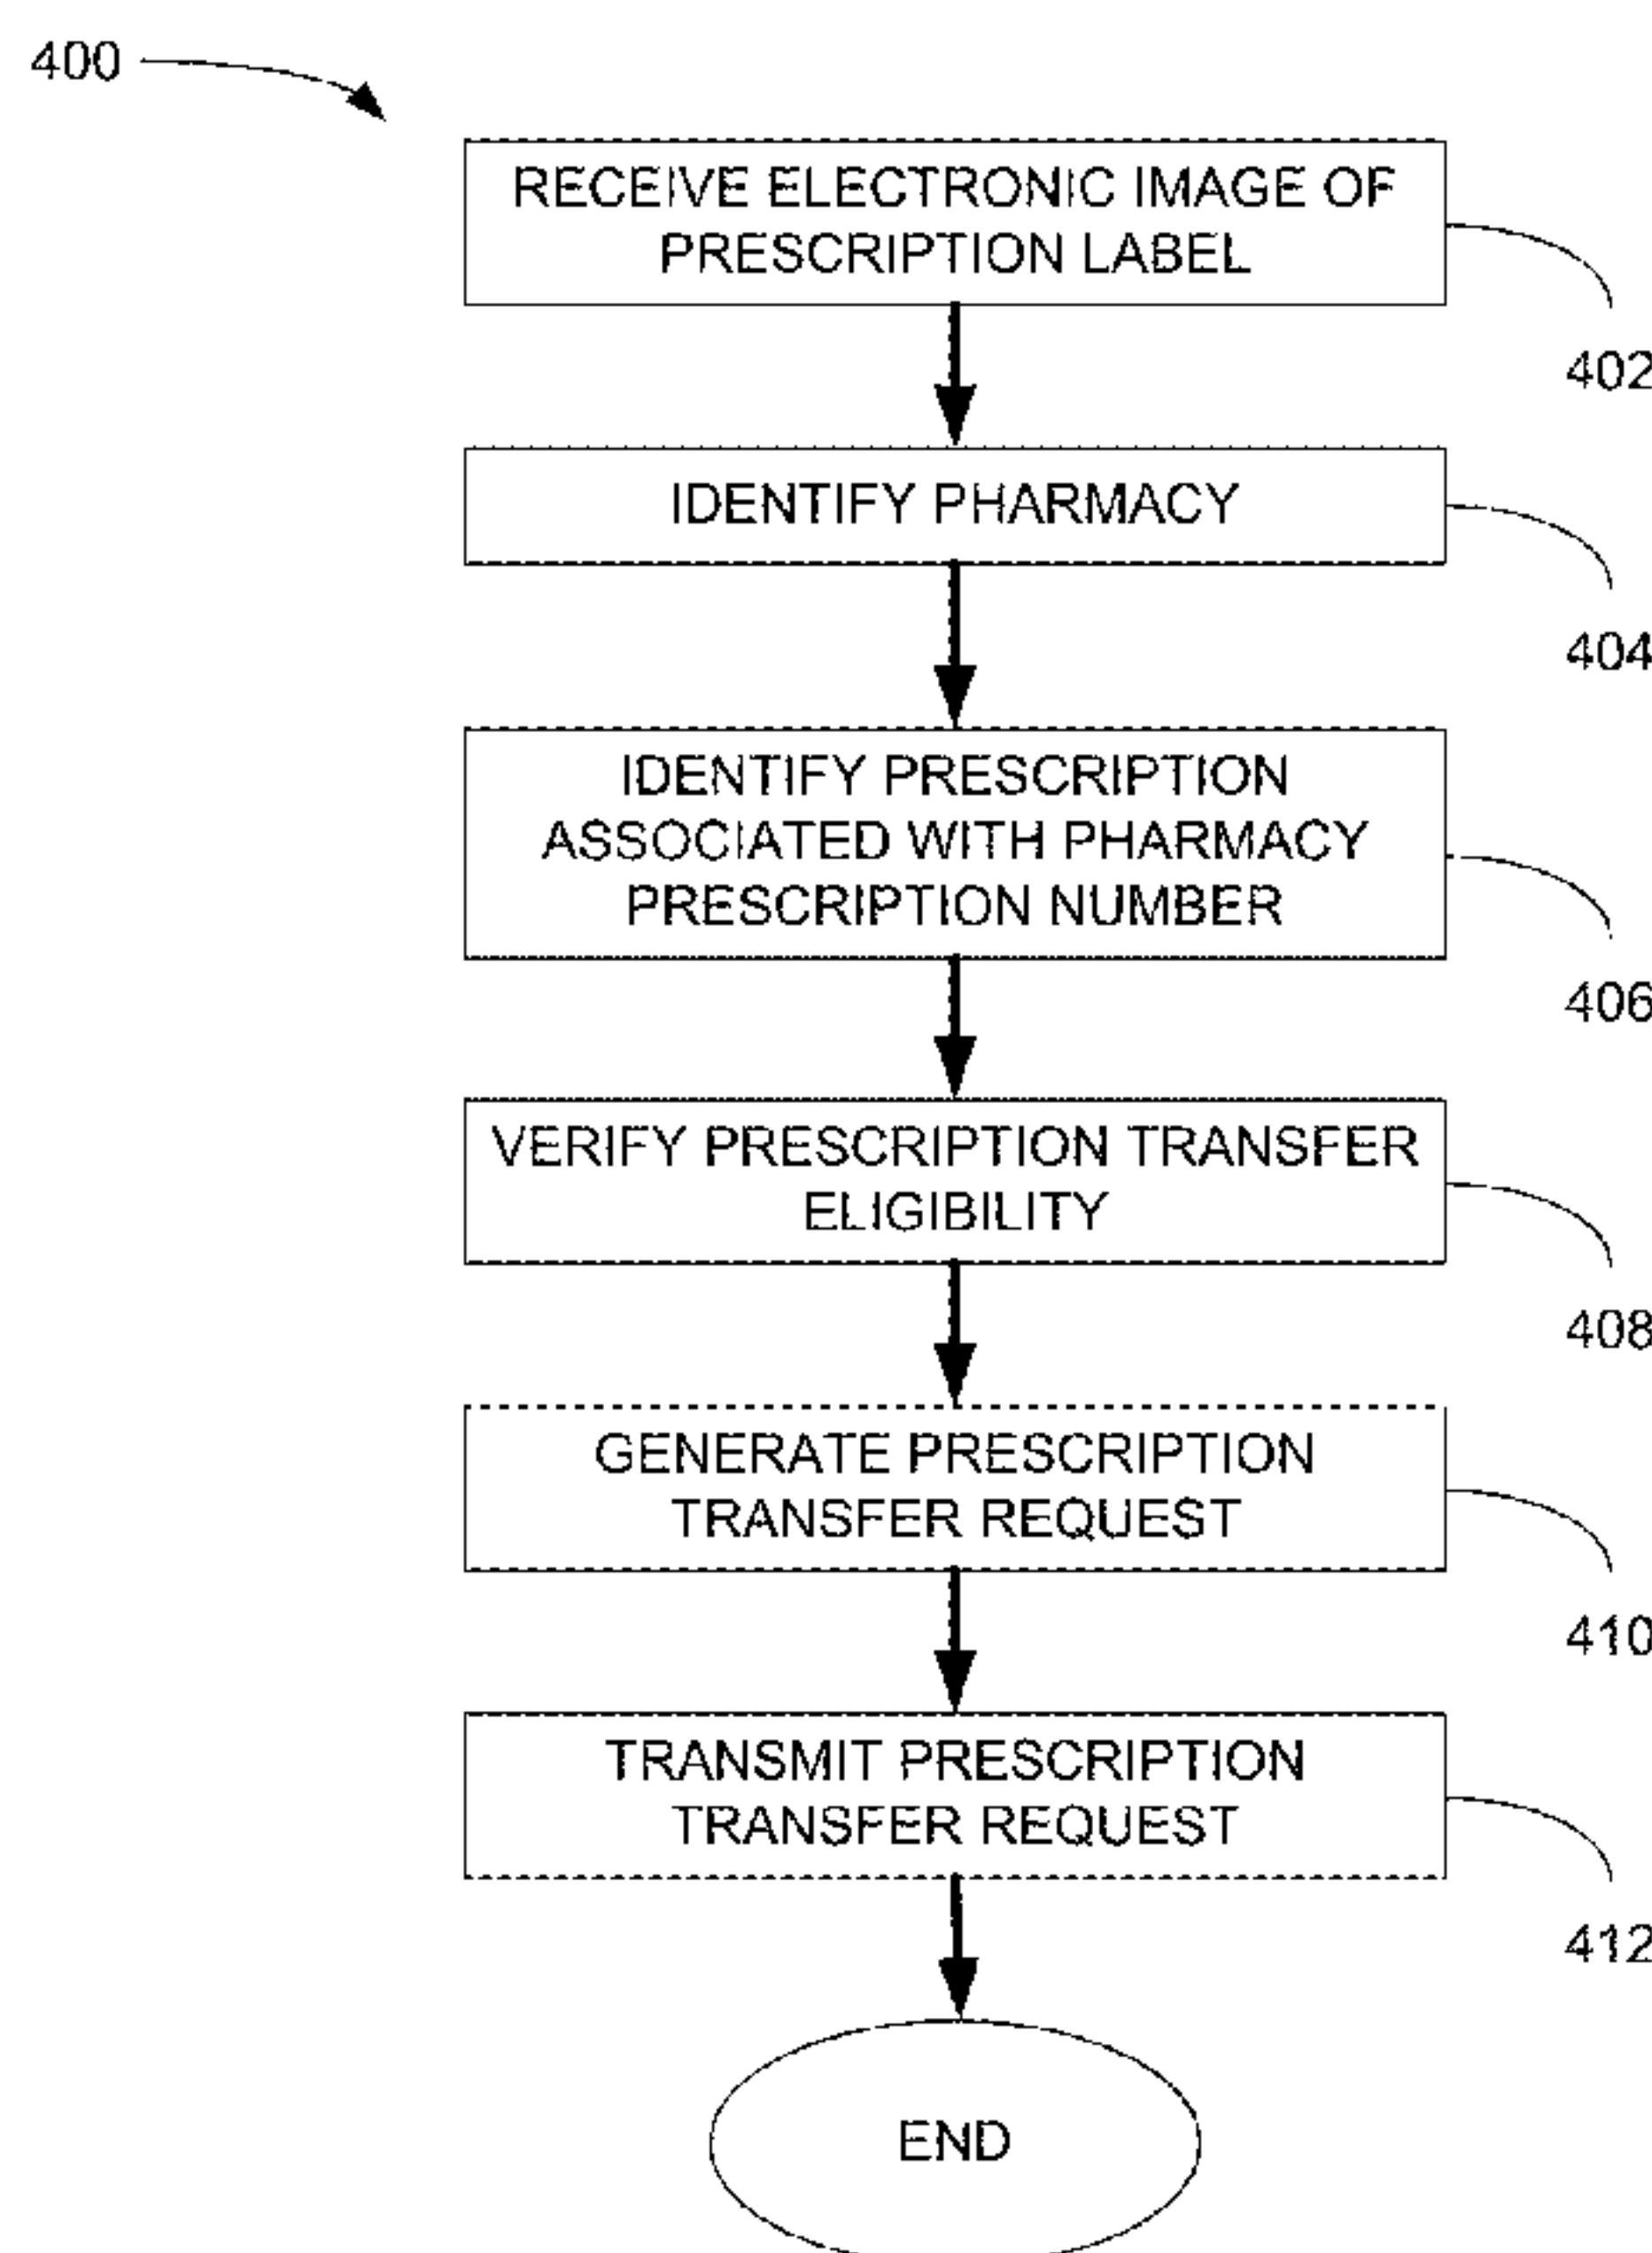 400
RECEIVE ELECTRONIC IMAGE OF
PRESCRIPTION LABEL
402
IDENTIFY PHARMACY
404
IDENTIFY PRESCRIPTION
ASSOCIATED WITH PHARMACY
PRESCRIPTION NUMBER
406
VERIFY PRESCRIPTION TRANSFER
ELIGIBILITY
408
GENERATE PRESCRIPTION
TRANSFER REQUEST
410
TRANSMIT PRESCRIPTION
TRANSFER REQUEST
412
END